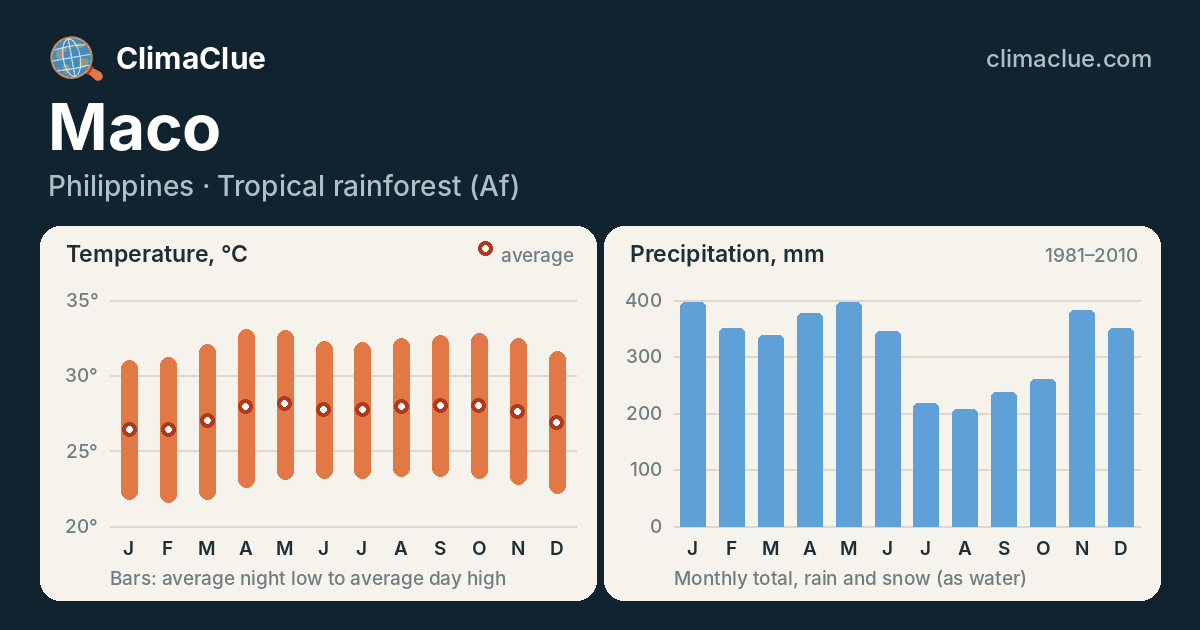 ClimaClue
climaclue.com
Maco
Philippines · Tropical rainforest (Af)
Temperature, °C
average
35°
30°
25°
20°
J F M A M J J A S O N D
Bars: average night low to average day high
Precipitation, mm
1981–2010
400
300
200
100
0
J F M A M J J A S O N D
Monthly total, rain and snow (as water)